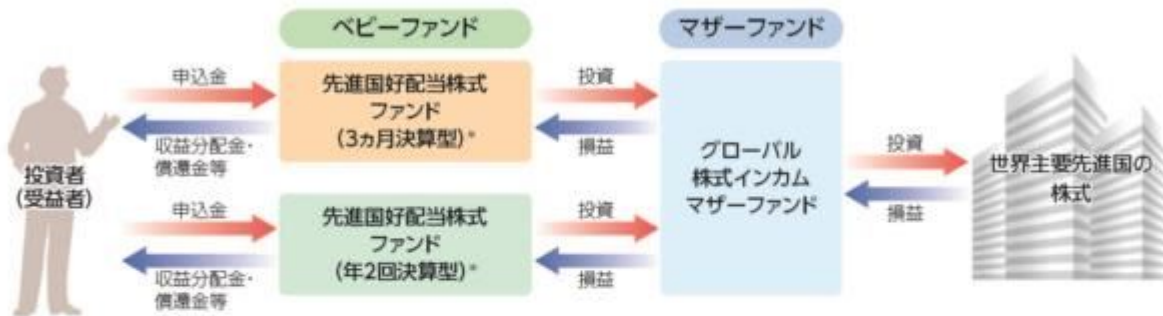 ベビーファンド
マザーファンド
申込金
収益分配金・
償還金等
先進国好配当株式
ファンド
(3ヵ月決算型)*
投資
損益
投資者
(受益者)
申込金
収益分配金・
償還金等
先進国好配当株式
ファンド
(年2回決算型)*
投資
損益
グローバル
株式インカム
マザーファンド
投資
損益
世界主要先進国の
株式